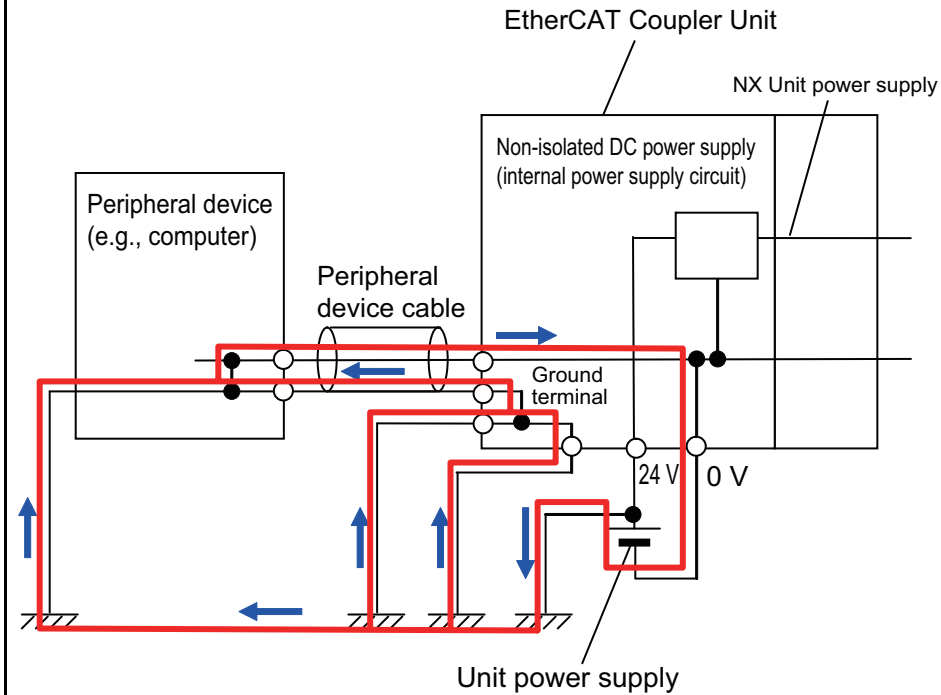 EtherCAT Coupler Unit
NX Unit power supply
Non-isolated DC power supply
(internal power supply circuit)
Peripheral device
(e.g., computer)
Peripheral
device cable
Ground
terminal
24 V
0 V
Unit power supply